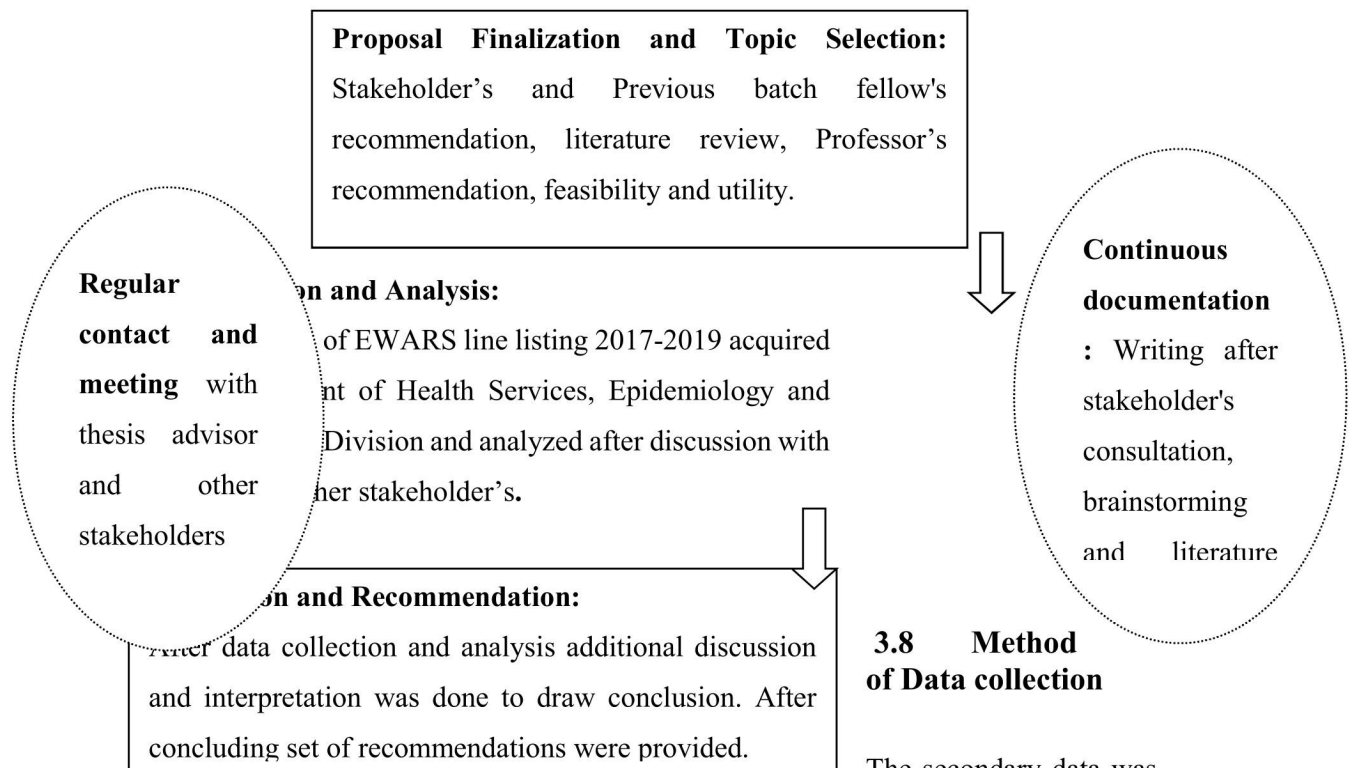 Proposal Finalization and Topic Selection:
Stakeholder’s and Previous batch fellow's
recommendation, literature review, Professor’s
recommendation, feasibility and utility.
Regular
contact and
meeting with
thesis advisor
and other
stakeholders
on and Analysis:
of EWARS line listing 2017-2019 acquired
nt of Health Services, Epidemiology and
Division and analyzed after discussion with
her stakeholder’s.
Continuous
documentation
: Writing after
stakeholder's
consultation,
brainstorming
and literature
on and Recommendation:
After data collection and analysis additional discussion
and interpretation was done to draw conclusion. After
concluding set of recommendations were provided.
3.8 Method
of Data collection
The secondary data was